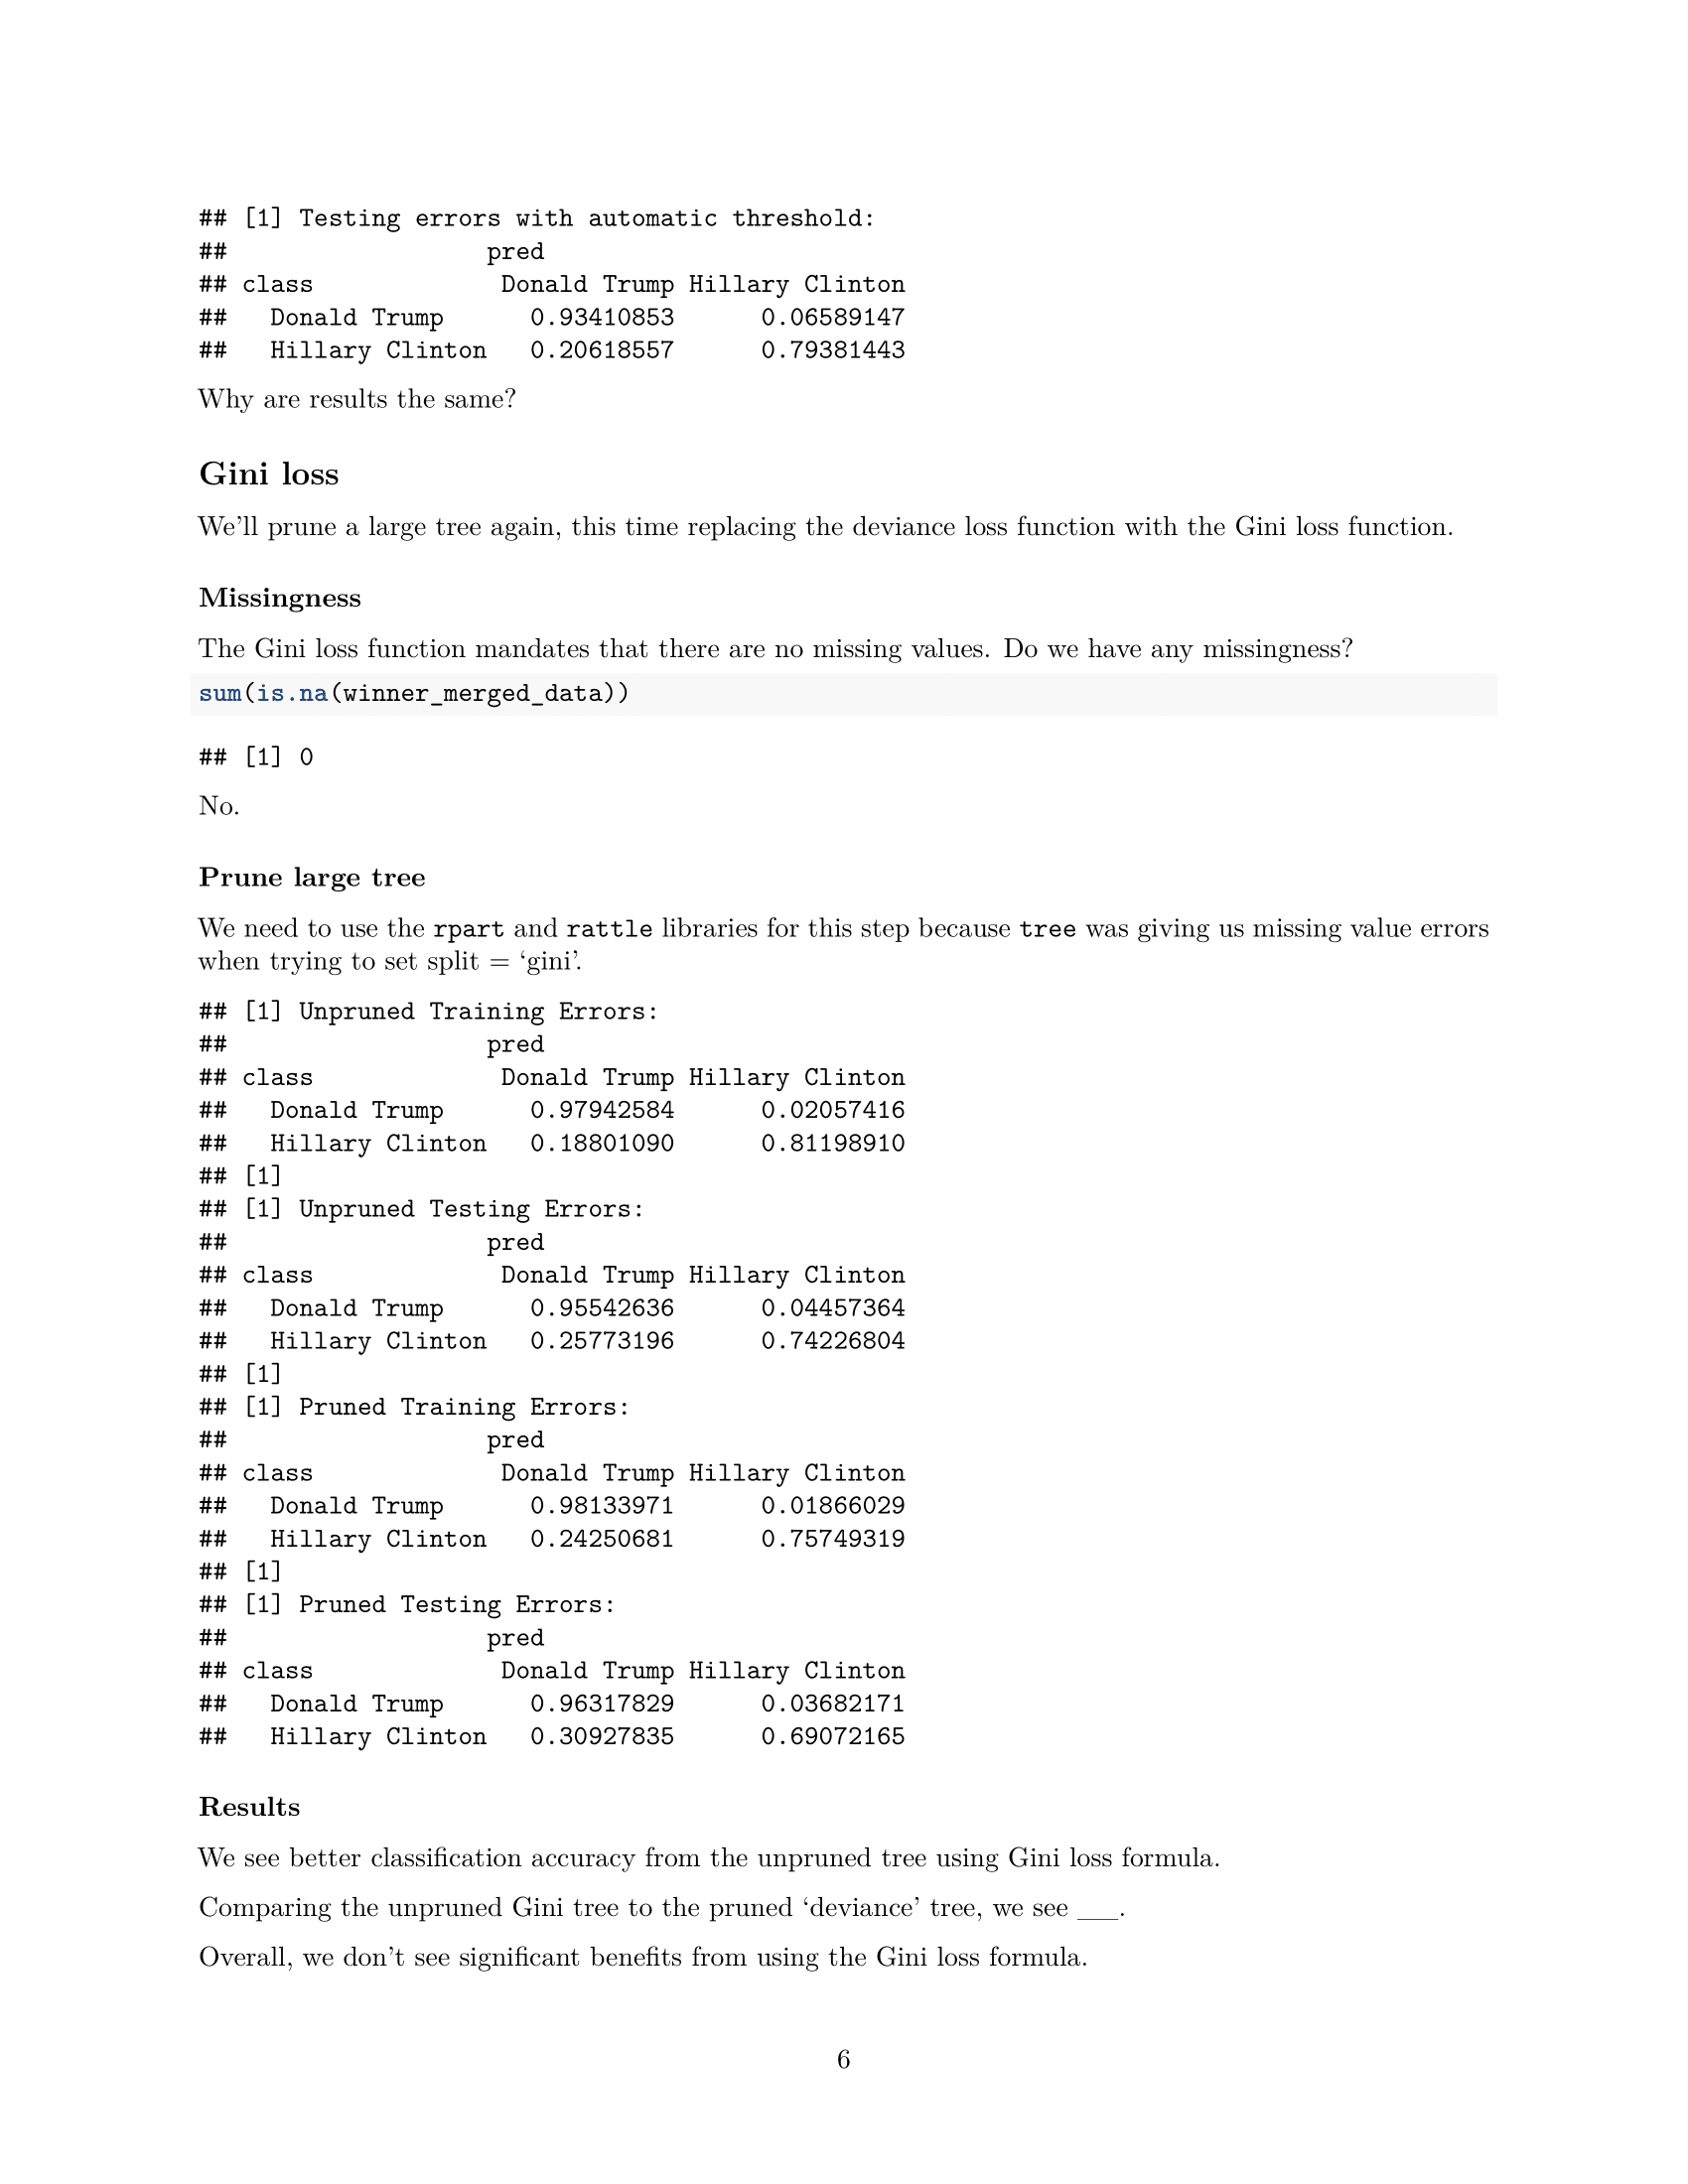 ## [1] Testing errors with automatic threshold:
##                  pred
## class             Donald Trump Hillary Clinton
##   Donald Trump      0.93410853      0.06589147
##   Hillary Clinton   0.20618557      0.79381443
Why are results the same?
Gini loss
We’ll prune a large tree again, this time replacing the deviance loss function with the Gini loss function.
Missingness
The Gini loss function mandates that there are no missing values. Do we have any missingness?
sum(is.na(winner_merged_data))
## [1] 0
No.
Prune large tree
We need to use the rpart and rattle libraries for this step because tree was giving us missing value errors
when trying to set split = ‘gini’.
## [1] Unpruned Training Errors:
##                  pred
## class             Donald Trump Hillary Clinton
##   Donald Trump      0.97942584      0.02057416
##   Hillary Clinton   0.18801090      0.81198910
## [1]
## [1] Unpruned Testing Errors:
##                  pred
## class             Donald Trump Hillary Clinton
##   Donald Trump      0.95542636      0.04457364
##   Hillary Clinton   0.25773196      0.74226804
## [1]
## [1] Pruned Training Errors:
##                  pred
## class             Donald Trump Hillary Clinton
##   Donald Trump      0.98133971      0.01866029
##   Hillary Clinton   0.24250681      0.75749319
## [1]
## [1] Pruned Testing Errors:
##                  pred
## class             Donald Trump Hillary Clinton
##   Donald Trump      0.96317829      0.03682171
##   Hillary Clinton   0.30927835      0.69072165
Results
We see better classification accuracy from the unpruned tree using Gini loss formula.
Comparing the unpruned Gini tree to the pruned ‘deviance’ tree, we see ___.
Overall, we don’t see significant benefits from using the Gini loss formula.
6